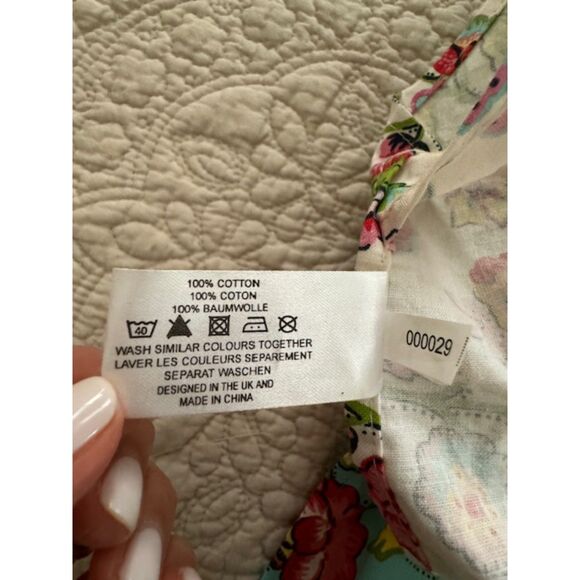 100% COTTON
100% COTON
100% BAUMWOLLE
40
WASH SIMILAR COLOURS TOGETHER
LAVER LES COULEURS SEPAREMENT
SEPARAT WASCHEN
DESIGNED IN THE UK AND
MADE IN CHINA
000029